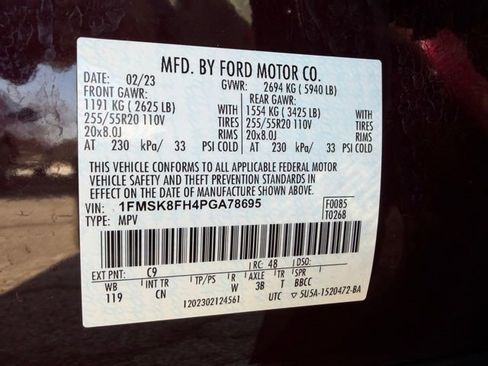 MFD. BY FORD MOTOR CO.
DATE: 02/23 GVWR: 2694 KG ( 5940 LB)
FRONT GAWR: REAR GAWR:
1191 KG ( 2625 LB) WITH 1554 KG ( 3425 LB) WITH
255/55R20 110V TIRES 255/55R20 110V TIRES
20x8.0J RIMS 20x8.0J RIMS
AT 230 kPa/ 33 PSI COLD AT 230 kPa/ 33 PSI COLD
THIS VEHICLE CONFORMS TO ALL APPLICABLE FEDERAL MOTOR
VEHICLE SAFETY AND THEFT PREVENTION STANDARDS IN
EFFECT ON THE DATE OF MANUFACTURE SHOWN ABOVE.
VIN: 1FMSK8FH4PGA78695 F0085
TYPE: MPV T0268
EXT PNT: C9 RC: 48
WB INT TR TP/PS R AXLE TR SPR
119 CN W 3B T BBCC
1202302124561 UTC 5U5A-1520472-BA